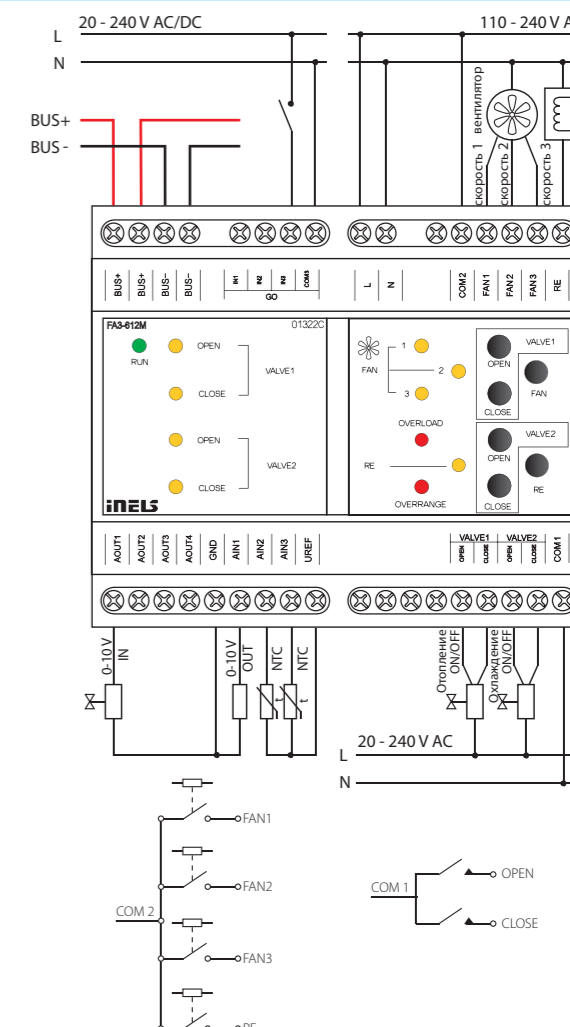 20 - 240 V AC/DC
110 - 240 V A
L
N
BUS+
BUS -
скорость 1
вентилятор
скорость 2
скорость 3
BUS+
BUS+
BUS−
BUS−
IN1
IN2
IN3
COM3
GO
L
N
COM2
FAN1
FAN2
FAN3
RE
FA3-612M
01322C
RUN
OPEN
CLOSE
VALVE1
OPEN
CLOSE
VALVE2
iNELS
FAN
1
2
3
OVERLOAD
RE
OVERRANGE
OPEN
VALVE1
CLOSE
FAN
OPEN
VALVE2
CLOSE
RE
AOUT1
AOUT2
AOUT3
AOUT4
GND
AIN1
AIN2
AIN3
UREF
VALVE1
VALVE2
OPEN
CLOSE
OPEN
CLOSE
COM1
0-10 V
IN
0-10 V
OUT
NTC
NTC
t
t
Отопление
ON/OFF
Охлаждение
ON/OFF
L
20 - 240 V AC
N
FAN1
FAN2
COM 2
FAN3
RE
COM 1
OPEN
CLOSE